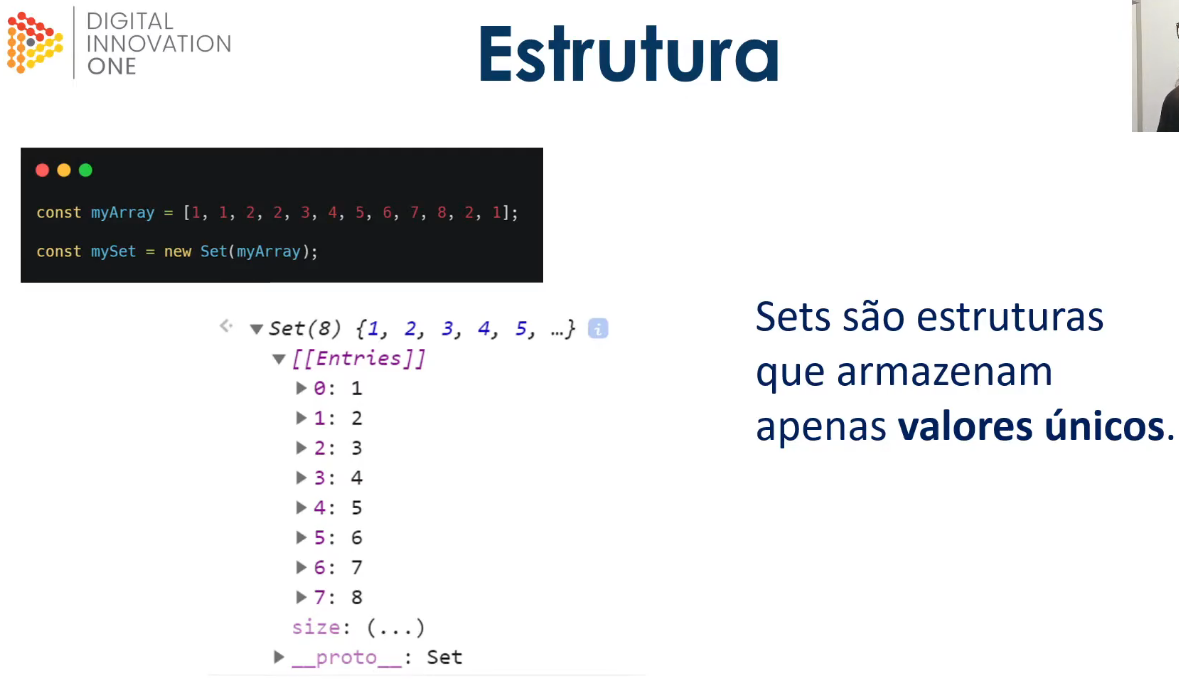 DIGITAL
INNOVATION
ONE
Estrutura
const myArray = [1, 1, 2, 2, 3, 4, 5, 6, 7, 8, 2, 1];
const mySet = new Set(myArray);
Set(8) {1, 2, 3, 4, 5, …}
[[Entries]]
0: 1
1: 2
2: 3
3: 4
4: 5
5: 6
6: 7
7: 8
size: (...)
__proto__: Set
Sets são estruturas
que armazenam
apenas valores únicos.